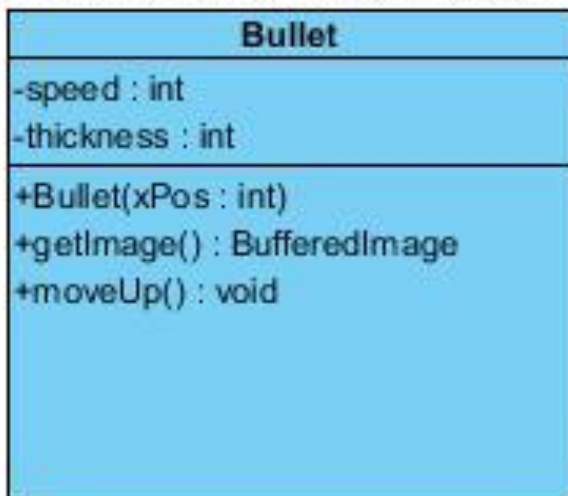 Bullet
-speed : int
-thickness : int
+Bullet(xPos : int)
+getImage() : BufferedImage
+moveUp() : void